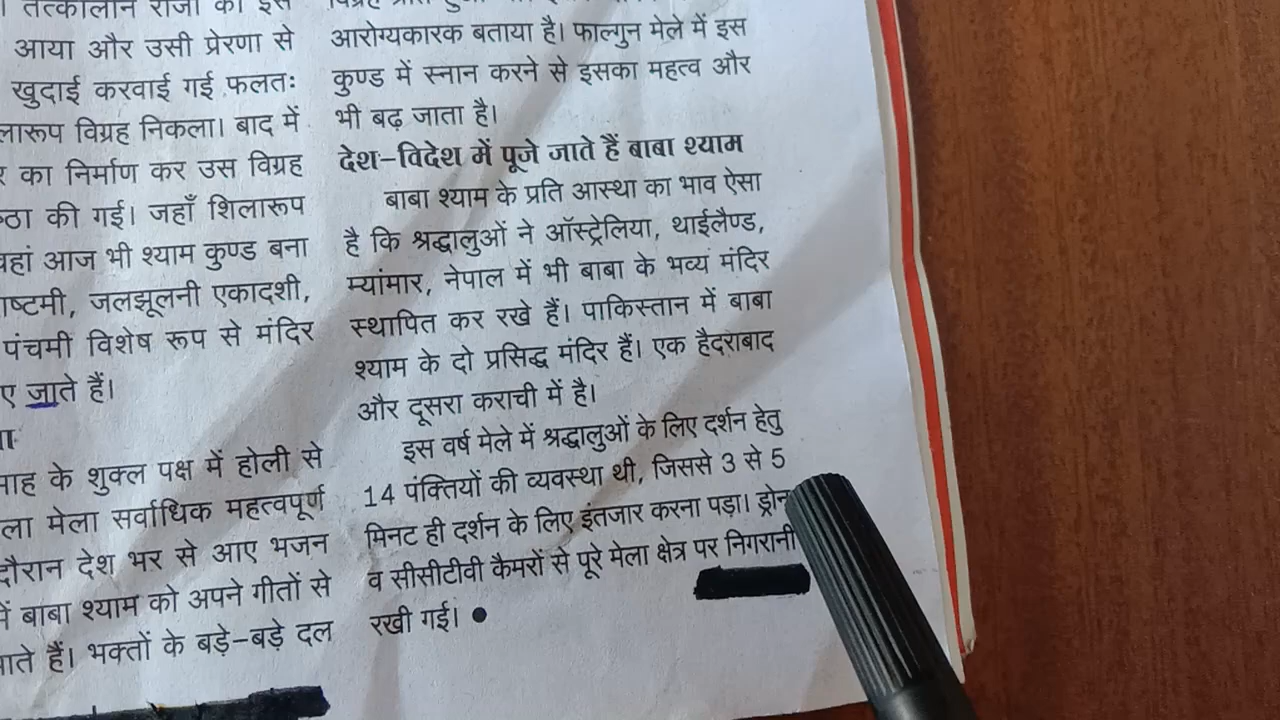 तत्कालीन राजा को इस
आया और उसी प्रेरणा से
खुदाई करवाई गई फलतः
विग्रह निकला। बाद में
का निर्माण कर उस विग्रह
की गई। जहाँ शिलारूप
आज भी श्याम कुण्ड बना
जलझूलनी एकादशी,
पंचमी विशेष रूप से मंदिर
जाते हैं।
के शुक्ल पक्ष में होली से
मेला सर्वाधिक महत्वपूर्ण
देश भर से आए भजन
बाबा श्याम को अपने गीतों से
हैं। भक्तों के बड़े-बड़े दल
आरोग्यकारक बताया है। फाल्गुन मेले में इस
कुण्ड में स्नान करने से इसका महत्व और
भी बढ़ जाता है।
देश-विदेश में पूजे जाते हैं बाबा श्याम
बाबा श्याम के प्रति आस्था का भाव ऐसा
है कि श्रद्धालुओं ने ऑस्ट्रेलिया, थाईलैण्ड,
म्यांमार, नेपाल में भी बाबा के भव्य मंदिर
स्थापित कर रखे हैं। पाकिस्तान में बाबा
श्याम के दो प्रसिद्ध मंदिर हैं। एक हैदराबाद
और दूसरा कराची में है।
इस वर्ष मेले में श्रद्धालुओं के लिए दर्शन हेतु
14 पंक्तियों की व्यवस्था थी, जिससे 3 से 5
मिनट ही दर्शन के लिए इंतजार करना पड़ा। ड्रोन
व सीसीटीवी कैमरों से पूरे मेला क्षेत्र पर निगरानी
रखी गई। ●